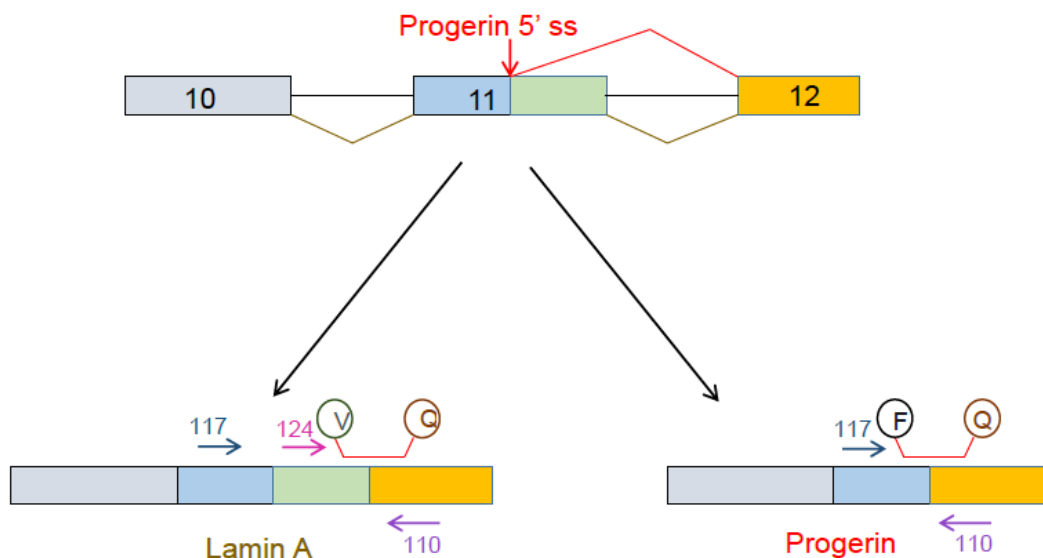 Progerin 5' ss
10
11
12
117
124
V
Q
110
Lamin A
117
F
Q
110
Progerin